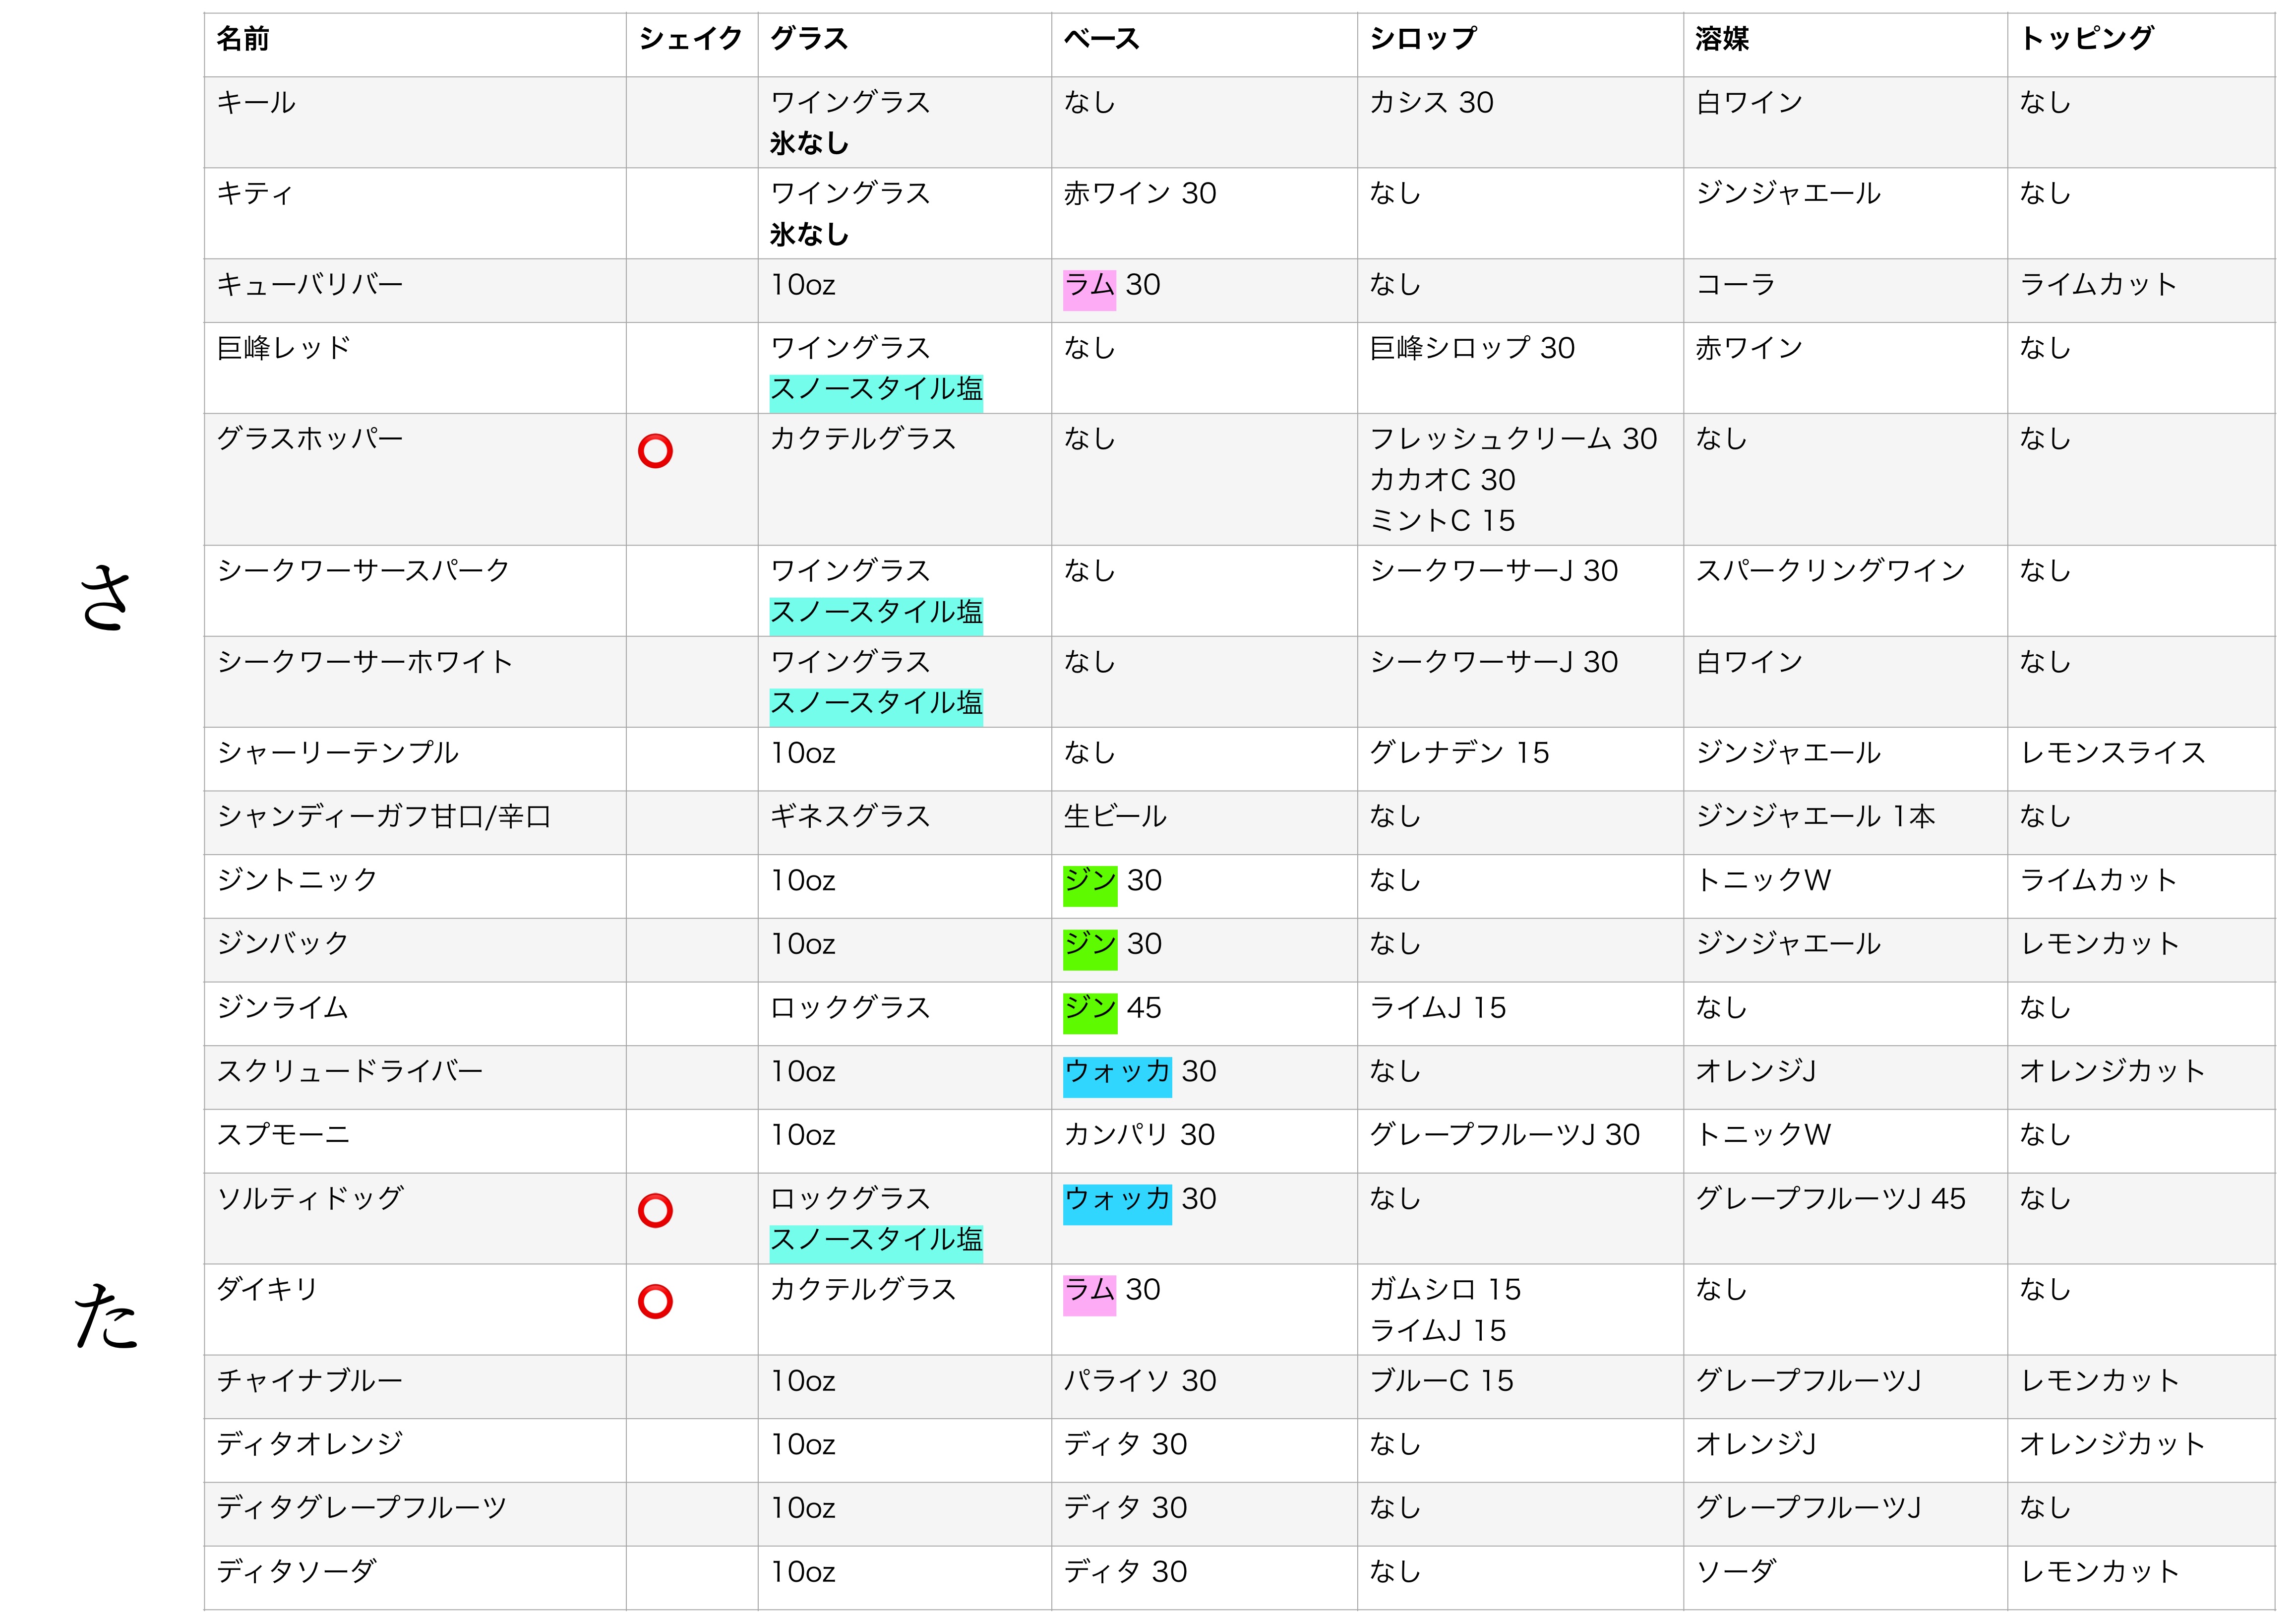 名前 シェイク グラス ベース シロップ 溶媒 トッピング
キール ワイングラス なし カシス 30 白ワイン なし
氷なし
キティ ワイングラス 赤ワイン 30 なし ジンジャエール なし
氷なし
キューバリバー 10oz ラム 30 なし コーラ ライムカット
巨峰レッド ワイングラス なし 巨峰シロップ 30 赤ワイン なし
スノースタイル塩
グラスホッパー ⭕ カクテルグラス なし フレッシュクリーム 30 なし なし
カカオC 30
ミントC 15
さ
シークワーサースパーク ワイングラス なし シークワーサーJ 30 スパークリングワイン なし
スノースタイル塩
シークワーサーホワイト ワイングラス なし シークワーサーJ 30 白ワイン なし
スノースタイル塩
シャーリーテンプル 10oz なし グレナデン 15 ジンジャエール レモンスライス
シャンディーガフ甘口/辛口 ギネスグラス 生ビール なし ジンジャエール 1本 なし
ジントニック 10oz ジン 30 なし トニックW ライムカット
ジンバック 10oz ジン 30 なし ジンジャエール レモンカット
ジンライム ロックグラス ジン 45 ライムJ 15 なし なし
スクリュードライバー 10oz ウォッカ 30 なし オレンジJ オレンジカット
スプモーニ 10oz カンパリ 30 グレープフルーツJ 30 トニックW なし
ソルティドッグ ⭕ ロックグラス ウォッカ 30 なし グレープフルーツJ 45 なし
スノースタイル塩
た
ダイキリ ⭕ カクテルグラス ラム 30 ガムシロ 15 なし なし
ライムJ 15
チャイナブルー 10oz パライソ 30 ブルーC 15 グレープフルーツJ レモンカット
ディタオレンジ 10oz ディタ 30 なし オレンジJ オレンジカット
ディタグレープフルーツ 10oz ディタ 30 なし グレープフルーツJ なし
ディタソーダ 10oz ディタ 30 なし ソーダ レモンカット